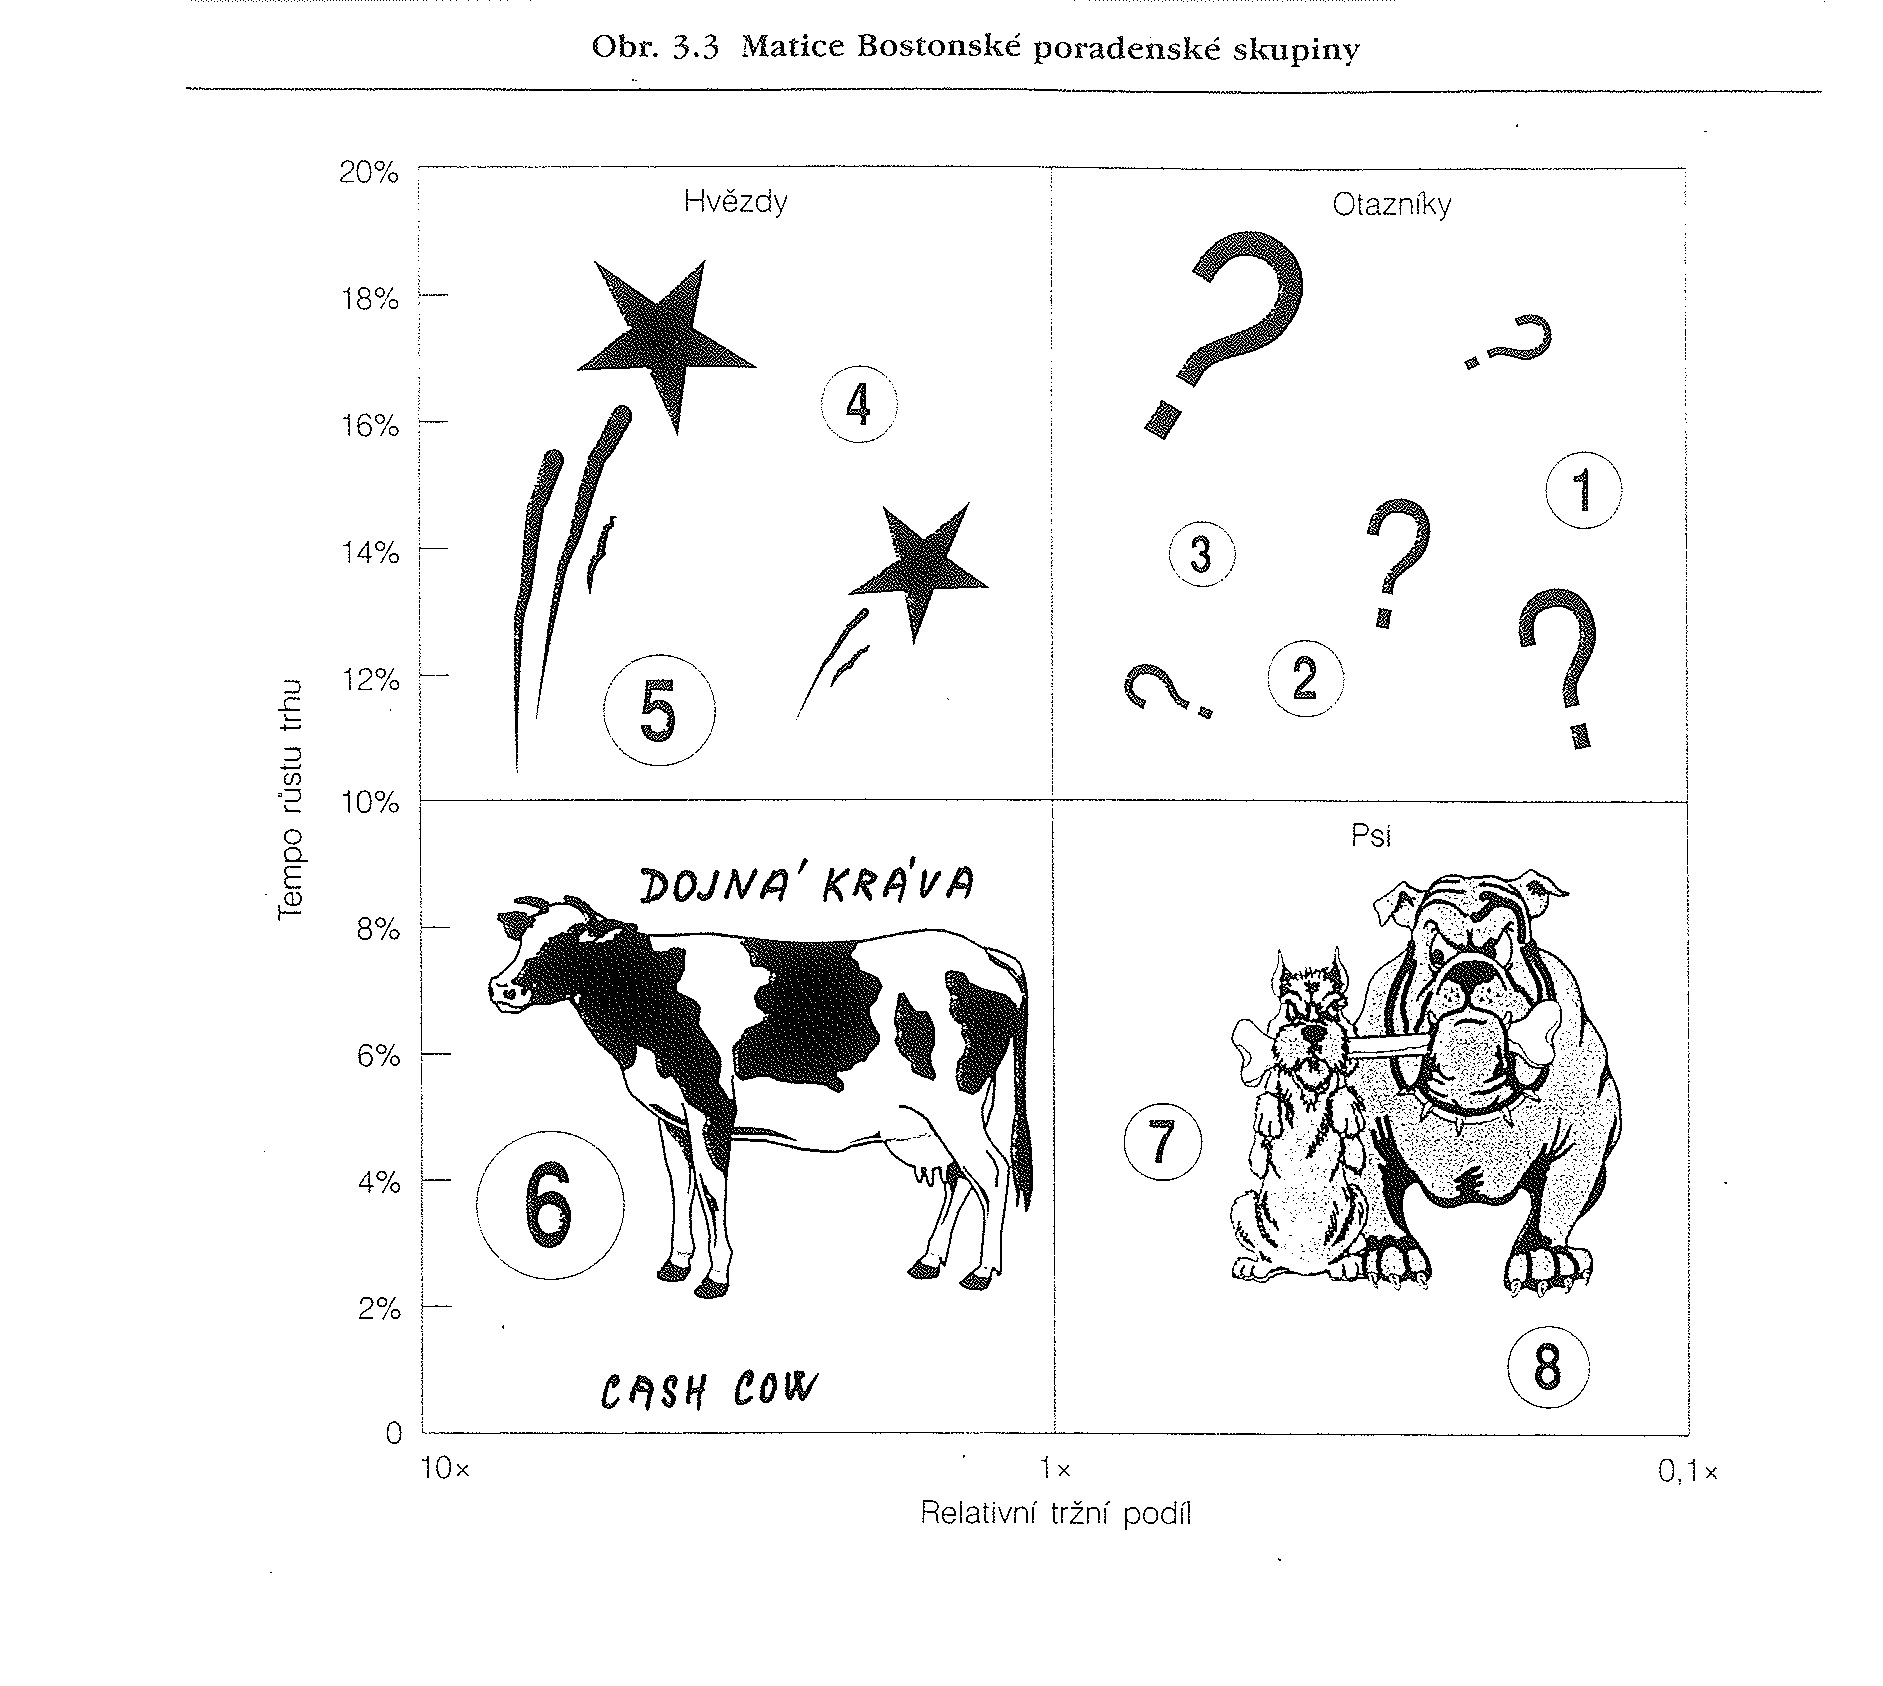 Obr. 3.3 Matice Bostonské poradenské skupiny
20%
Hvězdy
Otazníky
18%
4
16%
1
14%
3
12%
2
5
Tempo růstu trhu
10%
Psi
DOJNÁ KRÁVA
8%
6%
7
4%
6
2%
8
CASH COW
0
10×
1×
0,1×
Relativní tržní podíl